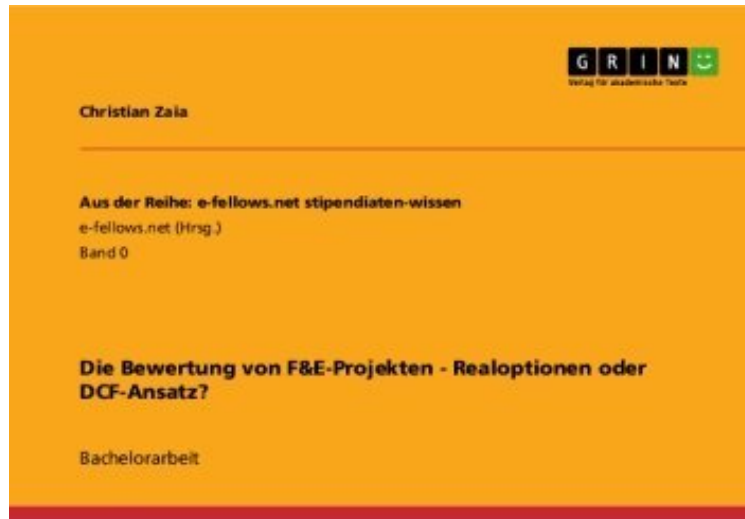 GRIN
Verlag für akademische Texte
Christian Zaia
Aus der Reihe: e-fellows.net stipendiaten-wissen
e-fellows.net (Hrsg.)
Band 0
Die Bewertung von F&E-Projekten - Realoptionen oder
DCF-Ansatz?
Bachelorarbeit